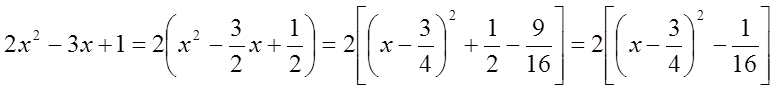 2x² − 3x + 1 = 2(x² − 3/2 x + 1/2) = 2[(x − 3/4)² + 1/2 − 9/16] = 2[(x − 3/4)² − 1/16]